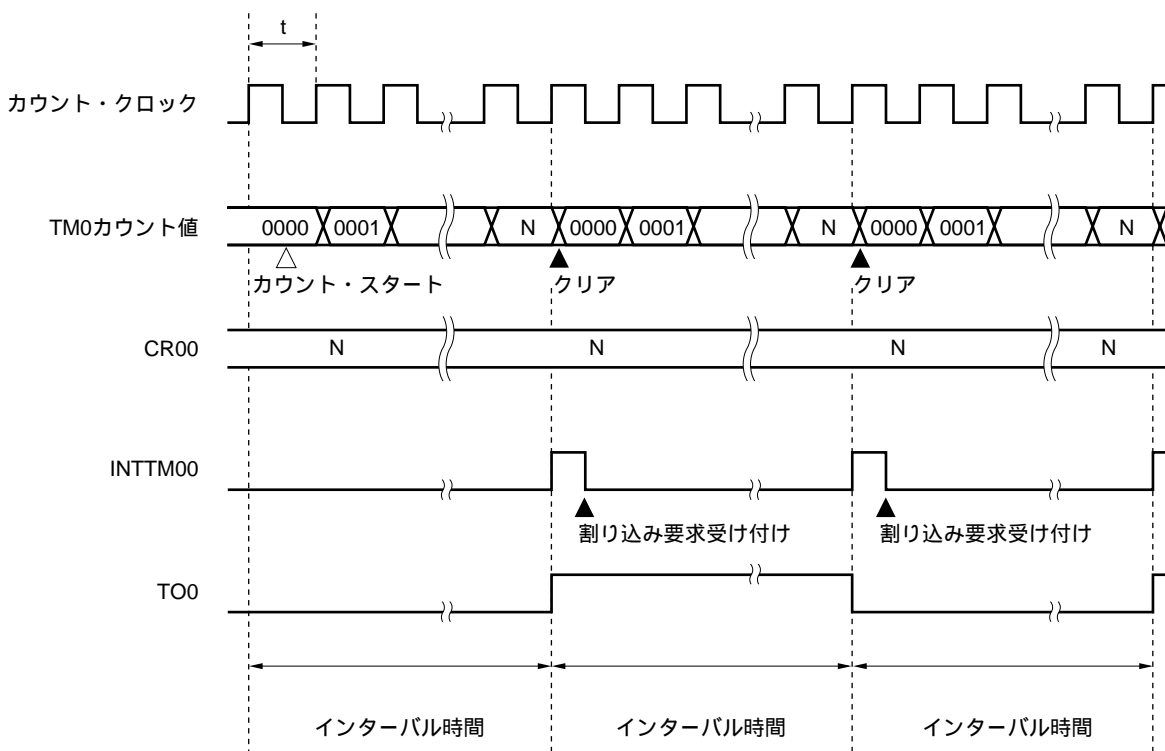 t
カウント・クロック
TM0カウント値 0000 0001 N 0000 0001 N 0000 0001 N
カウント・スタート クリア クリア
CR00 N N N N
INTTM00
割り込み要求受け付け 割り込み要求受け付け
TO0
インターバル時間 インターバル時間 インターバル時間